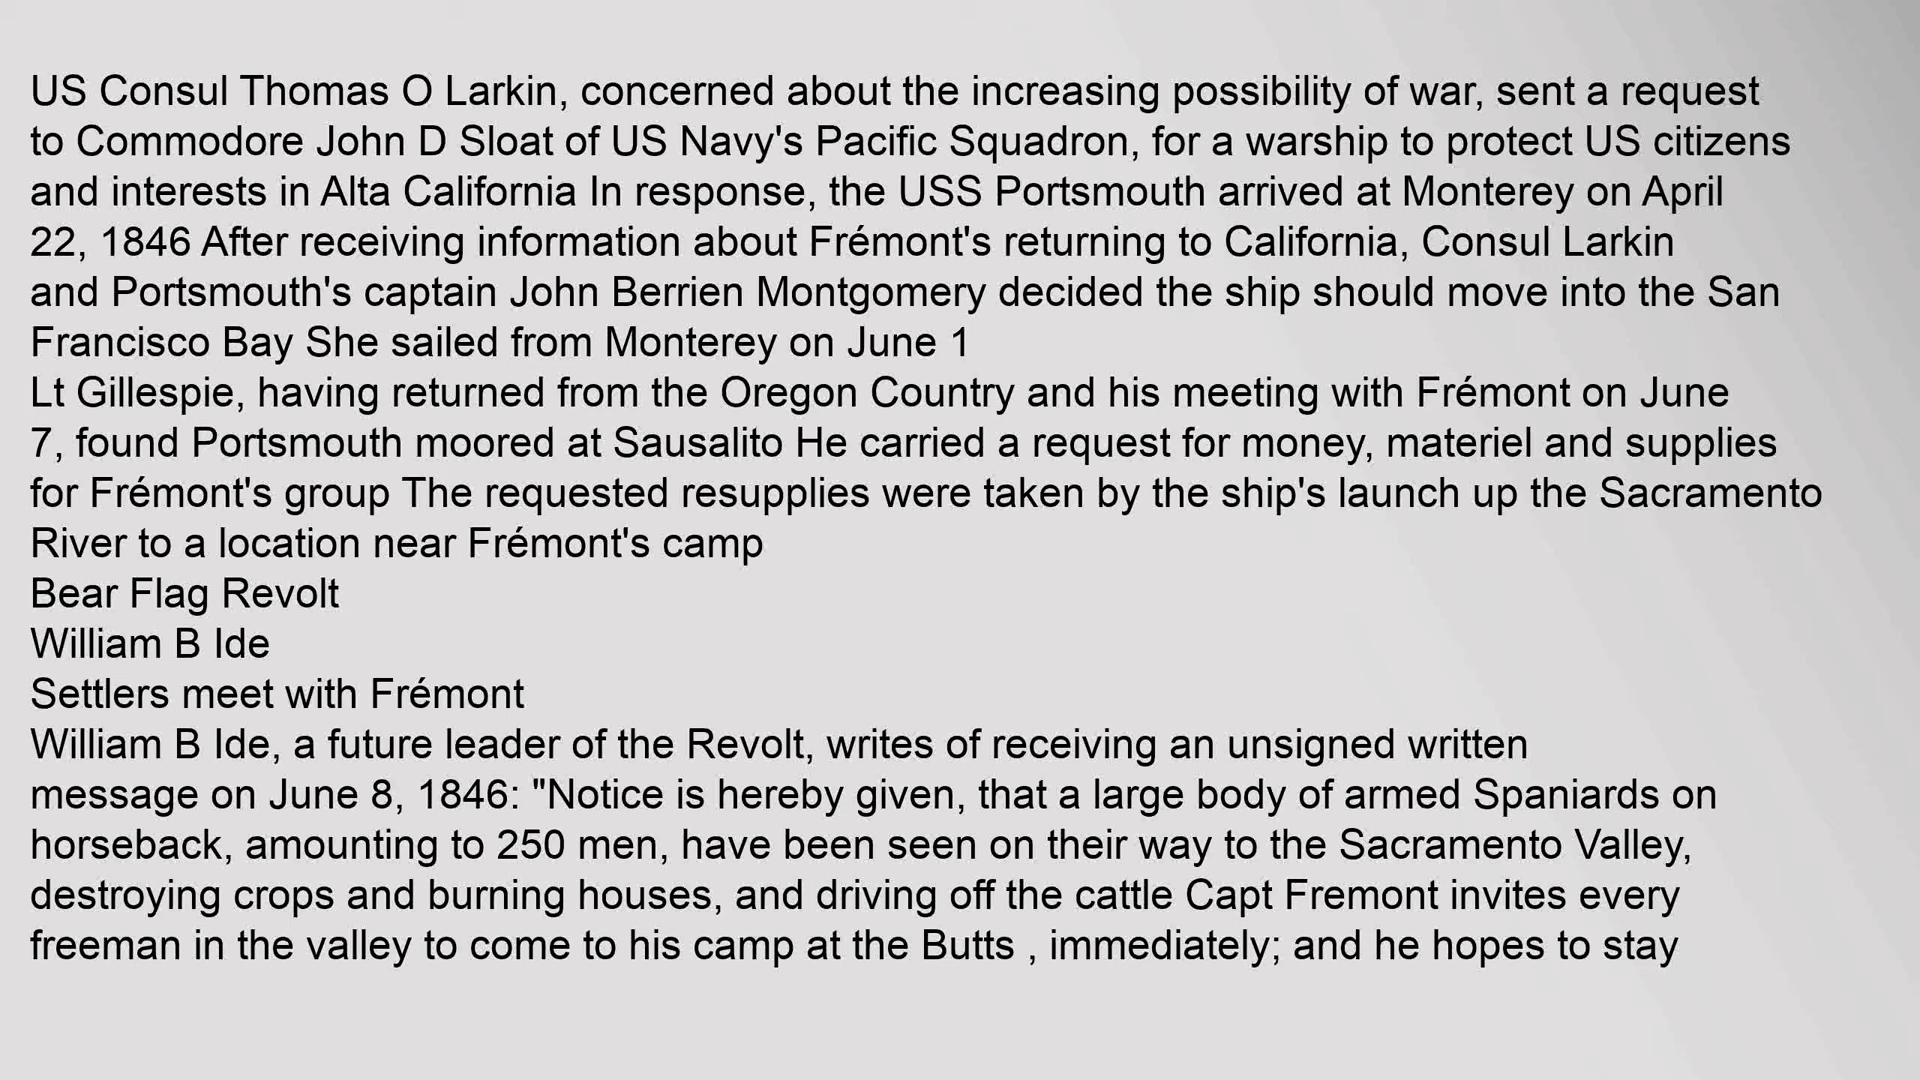 US Consul Thomas O Larkin, concerned about the increasing possibility of war, sent a request
to Commodore John D Sloat of US Navy's Pacific Squadron, for a warship to protect US citizens
and interests in Alta California In response, the USS Portsmouth arrived at Monterey on April
22, 1846 After receiving information about Frémont's returning to California, Consul Larkin
and Portsmouth's captain John Berrien Montgomery decided the ship should move into the San
Francisco Bay She sailed from Monterey on June 1
Lt Gillespie, having returned from the Oregon Country and his meeting with Frémont on June
7, found Portsmouth moored at Sausalito He carried a request for money, materiel and supplies
for Frémont's group The requested resupplies were taken by the ship's launch up the Sacramento
River to a location near Frémont's camp
Bear Flag Revolt
William B Ide
Settlers meet with Frémont
William B Ide, a future leader of the Revolt, writes of receiving an unsigned written
message on June 8, 1846: "Notice is hereby given, that a large body of armed Spaniards on
horseback, amounting to 250 men, have been seen on their way to the Sacramento Valley,
destroying crops and burning houses, and driving off the cattle Capt Fremont invites every
freeman in the valley to come to his camp at the Butts , immediately; and he hopes to stay